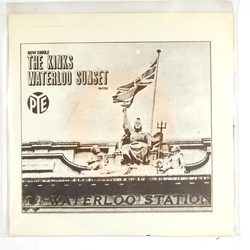 NEW SINGLE
THE KINKS
WATERLOO SUNSET
PYE
WATERLOO STATION